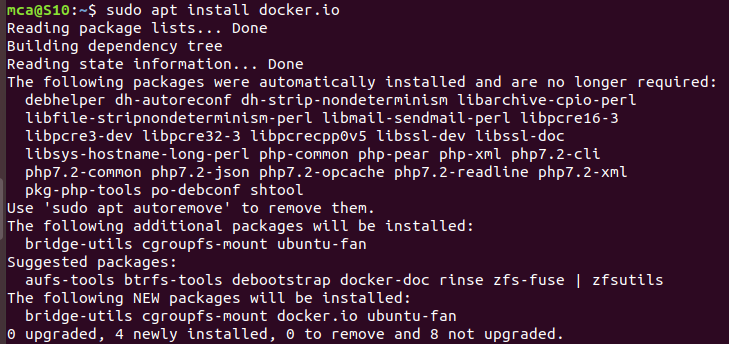 mca@S10:~$ sudo apt install docker.io
Reading package lists... Done
Building dependency tree
Reading state information... Done
The following packages were automatically installed and are no longer required:
  debhelper dh-autoreconf dh-strip-nondeterminism libarchive-cpio-perl
  libfile-stripnondeterminism-perl libmail-sendmail-perl libpcre16-3
  libpcre3-dev libpcre32-3 libpcrecpp0v5 libssl-dev libssl-doc
  libsys-hostname-long-perl php-common php-pear php-xml php7.2-cli
  php7.2-common php7.2-json php7.2-opcache php7.2-readline php7.2-xml
  pkg-php-tools po-debconf shtool
Use 'sudo apt autoremove' to remove them.
The following additional packages will be installed:
  bridge-utils cgroupfs-mount ubuntu-fan
Suggested packages:
  aufs-tools btrfs-tools debootstrap docker-doc rinse zfs-fuse | zfsutils
The following NEW packages will be installed:
  bridge-utils cgroupfs-mount docker.io ubuntu-fan
0 upgraded, 4 newly installed, 0 to remove and 8 not upgraded.